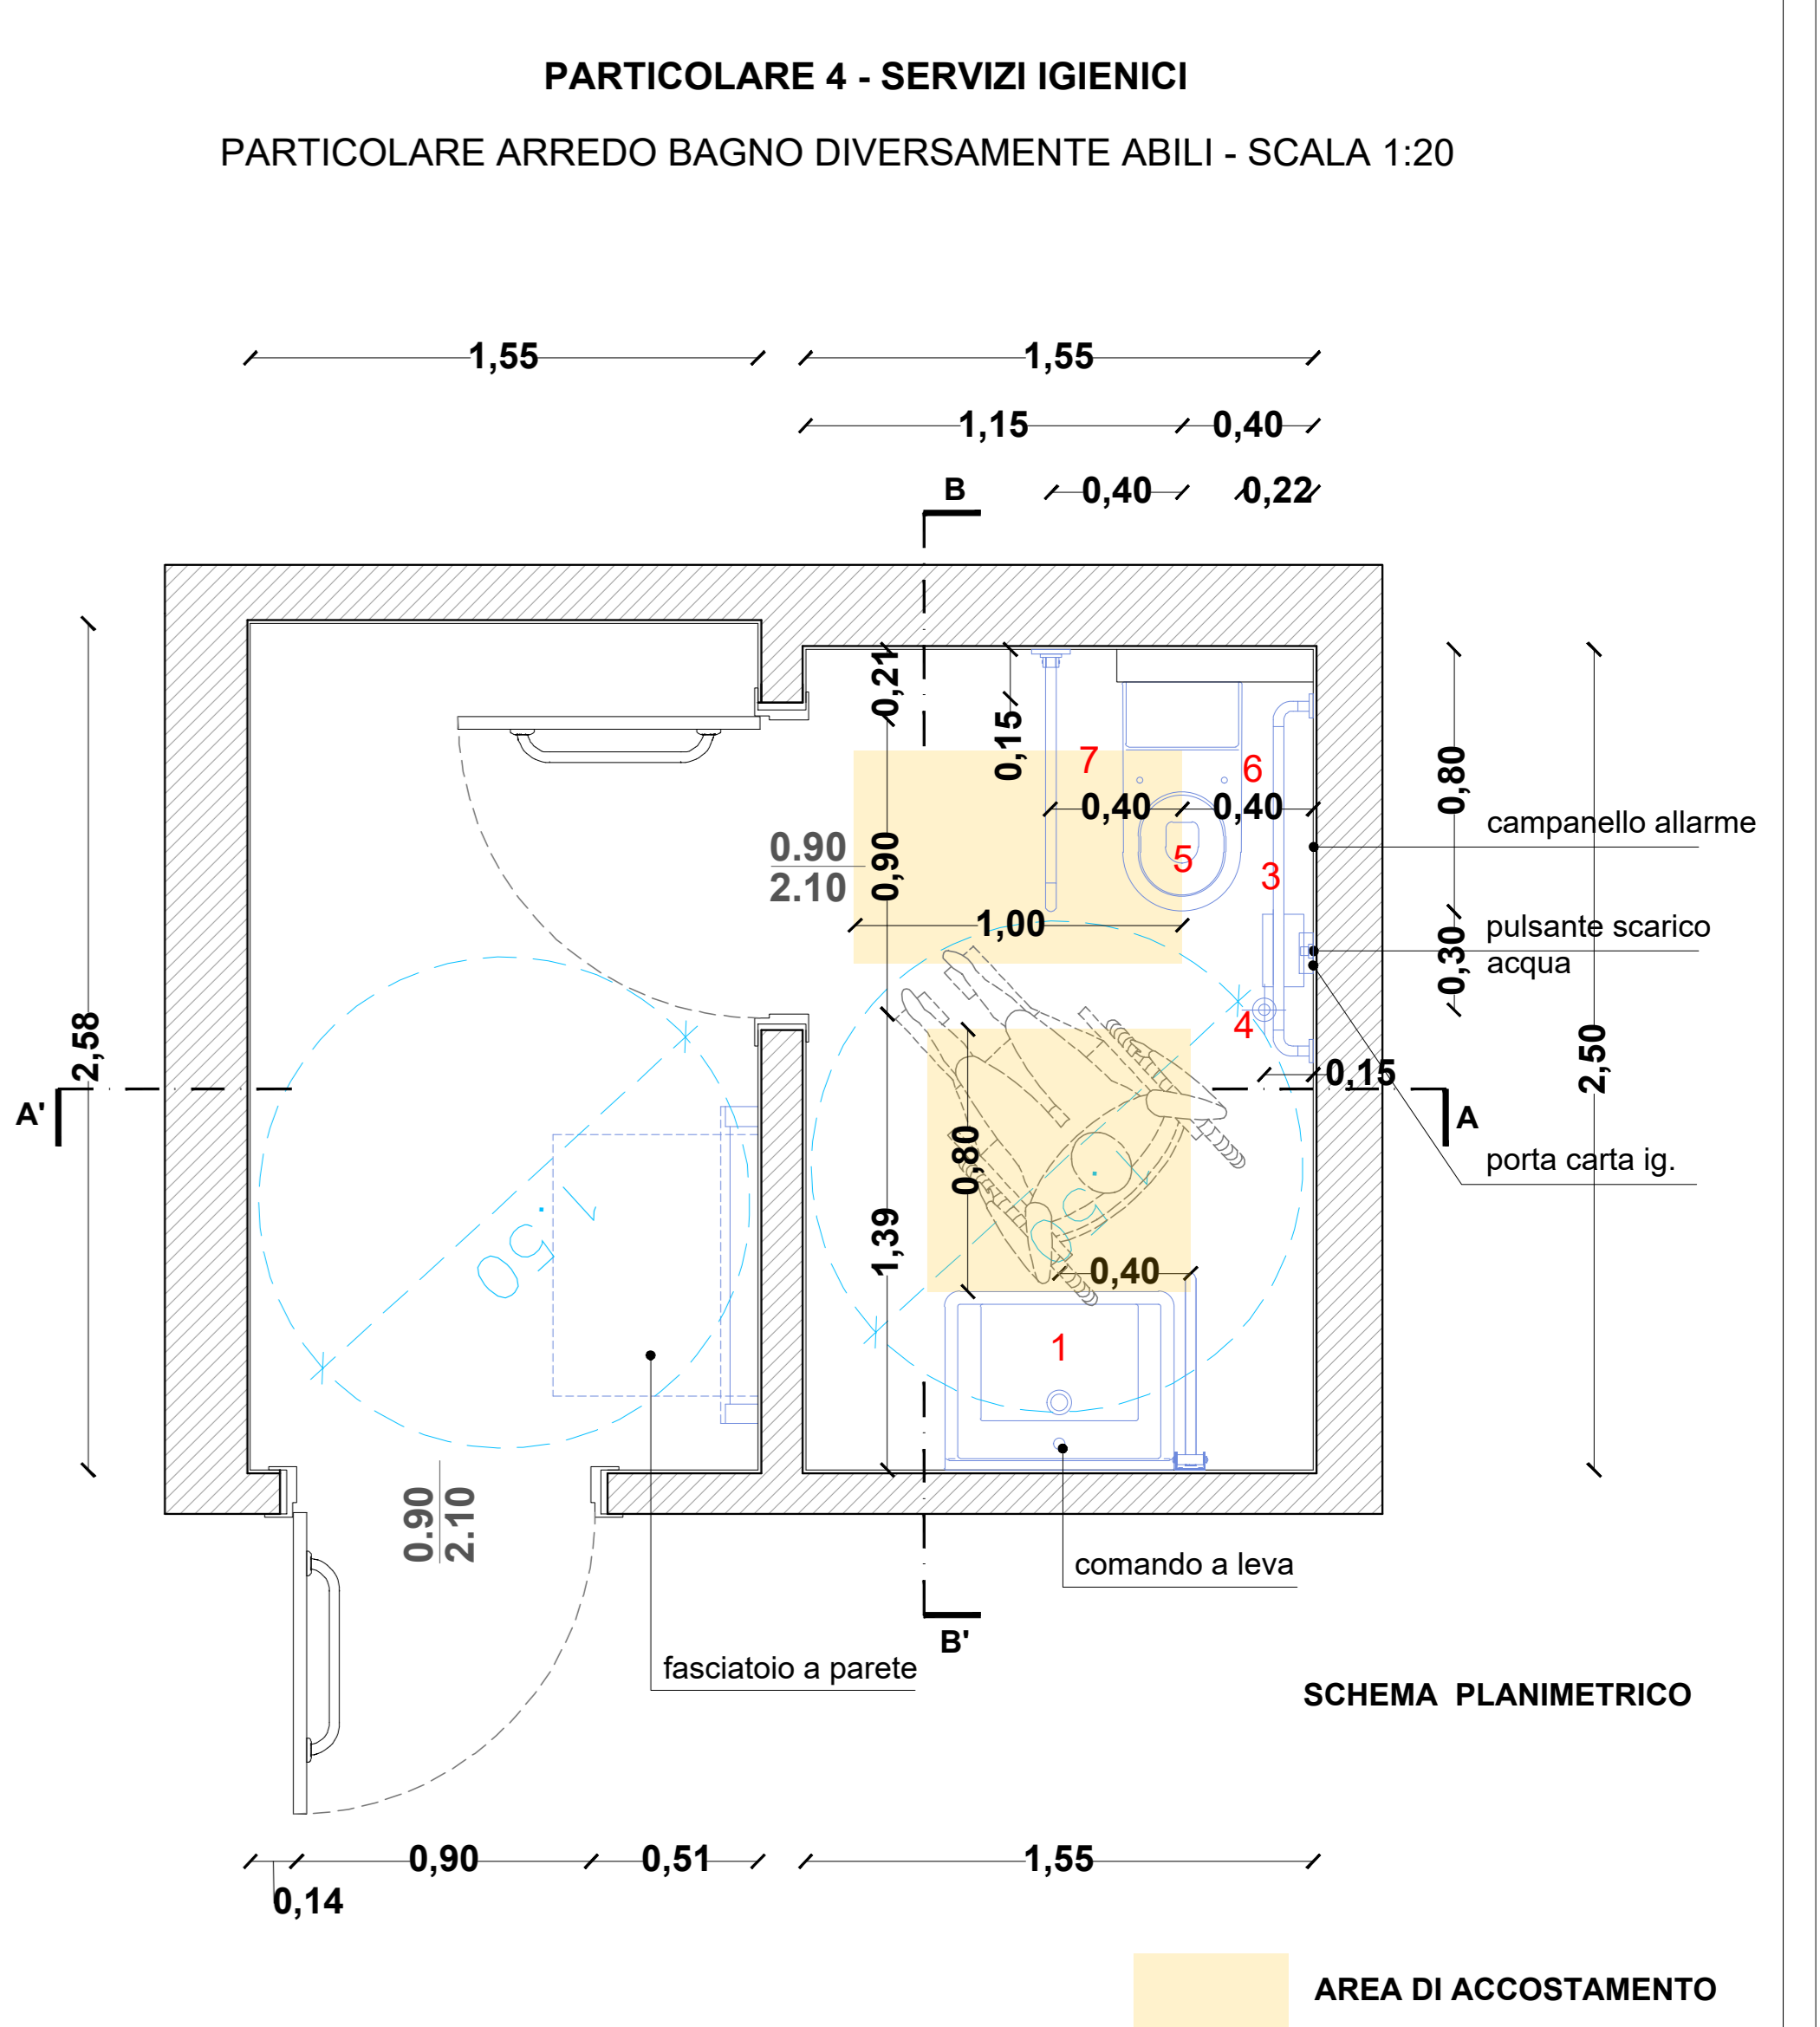 PARTICOLARE 4 - SERVIZI IGIENICI
PARTICOLARE ARREDO BAGNO DIVERSAMENTE ABILI - SCALA 1:20
1,55
1,55
1,15
0,40
0,40
0,22
B
0,21
0,15
7
6
0,40
0,40
0,80
campanello allarme
0.90
2.10
0,90
5
3
1,00
0,30
pulsante scarico
acqua
4
2,58
2,50
0,15
A'
A
0,80
porta carta ig.
1.50
1.50
1,39
0,40
1
0.90
2.10
comando a leva
B'
fasciatoio a parete
SCHEMA PLANIMETRICO
0,90
0,51
1,55
0,14
AREA DI ACCOSTAMENTO